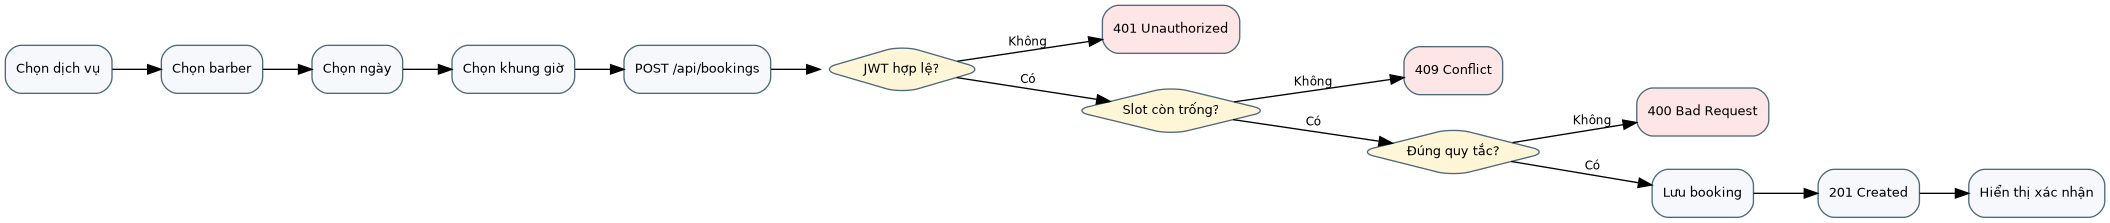 Chọn dịch vụ
Chọn barber
Chọn ngày
Chọn khung giờ
POST /api/bookings
JWT hợp lệ?
Không
401 Unauthorized
Có
Slot còn trống?
Không
409 Conflict
Có
Đúng quy tắc?
Không
400 Bad Request
Có
Lưu booking
201 Created
Hiển thị xác nhận